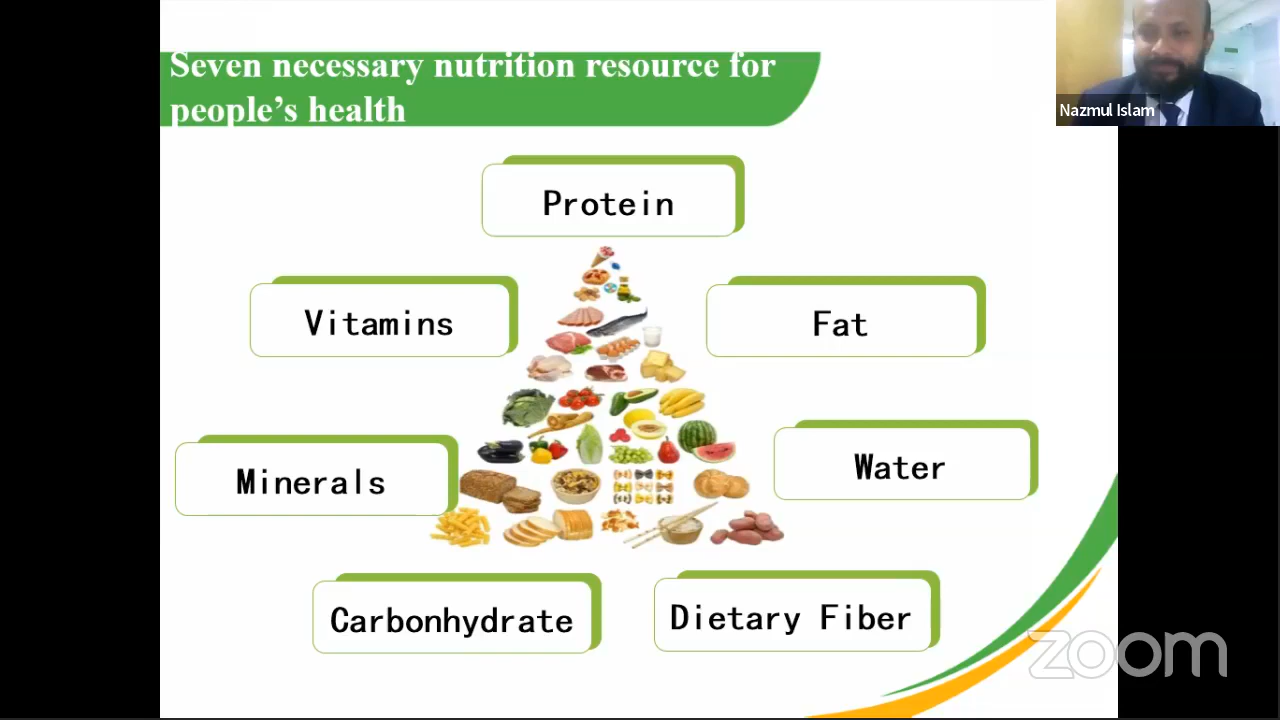 Seven necessary nutrition resource for
people's health
Nazmul Islam
Protein
Vitamins
Fat
Minerals
Water
Carbonhydrate
Dietary Fiber
zoom